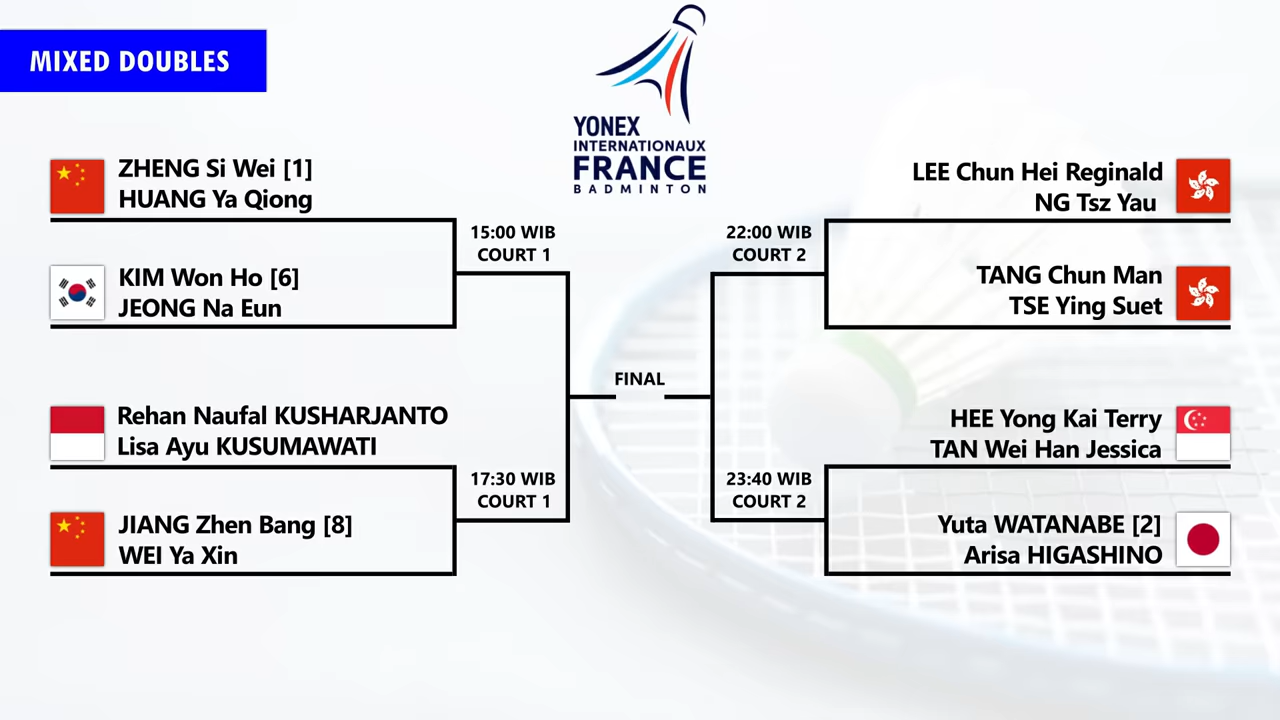 MIXED DOUBLES
YONEX
INTERNATIONAUX
FRANCE
BADMINTON
ZHENG Si Wei [1]
HUANG Ya Qiong
15:00 WIB
COURT 1
KIM Won Ho [6]
JEONG Na Eun
Rehan Naufal KUSHARJANTO
Lisa Ayu KUSUMAWATI
17:30 WIB
COURT 1
JIANG Zhen Bang [8]
WEI Ya Xin
FINAL
LEE Chun Hei Reginald
NG Tsz Yau
22:00 WIB
COURT 2
TANG Chun Man
TSE Ying Suet
HEE Yong Kai Terry
TAN Wei Han Jessica
23:40 WIB
COURT 2
Yuta WATANABE [2]
Arisa HIGASHINO